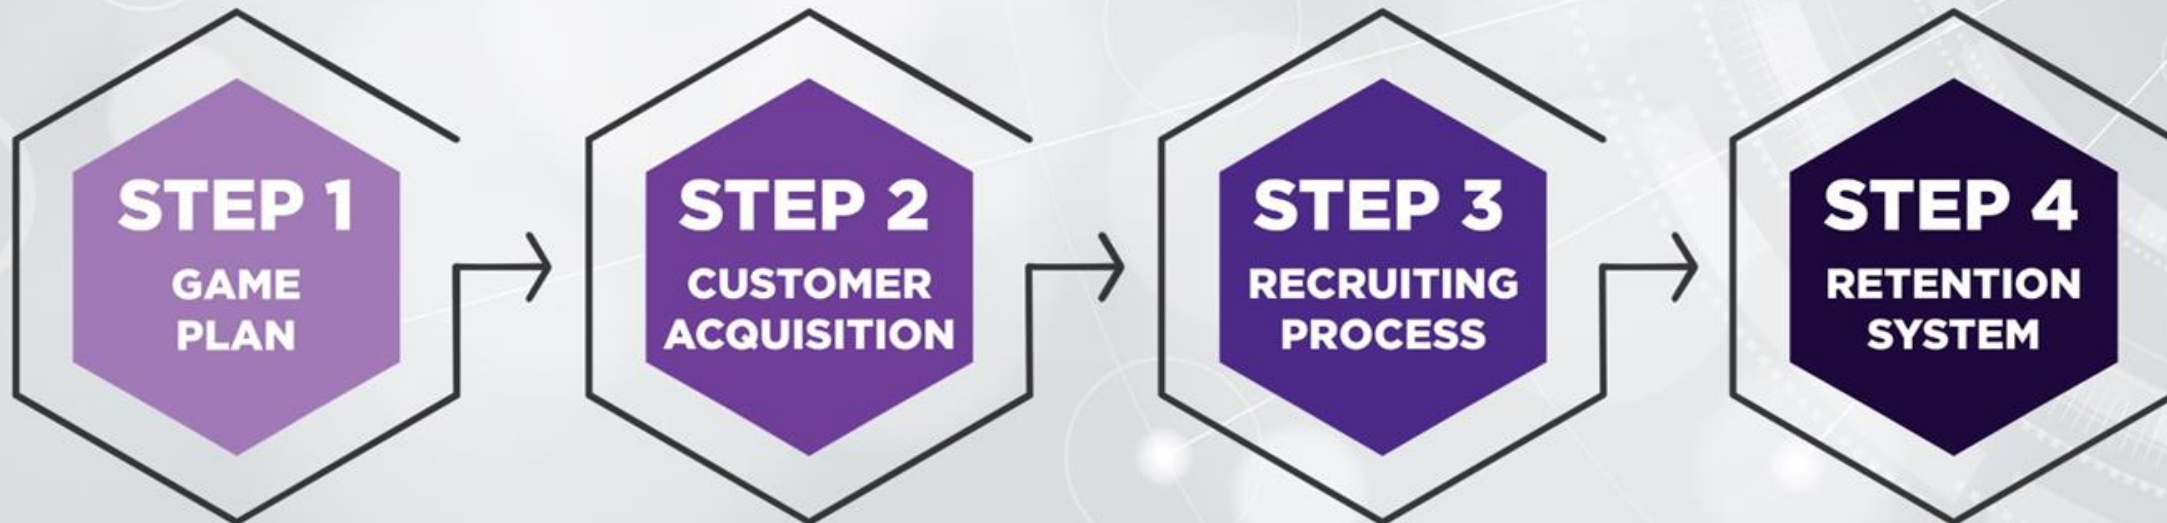 STEP 1
GAME
PLAN
STEP 2
CUSTOMER
ACQUISITION
STEP 3
RECRUITING
PROCESS
STEP 4
RETENTION
SYSTEM